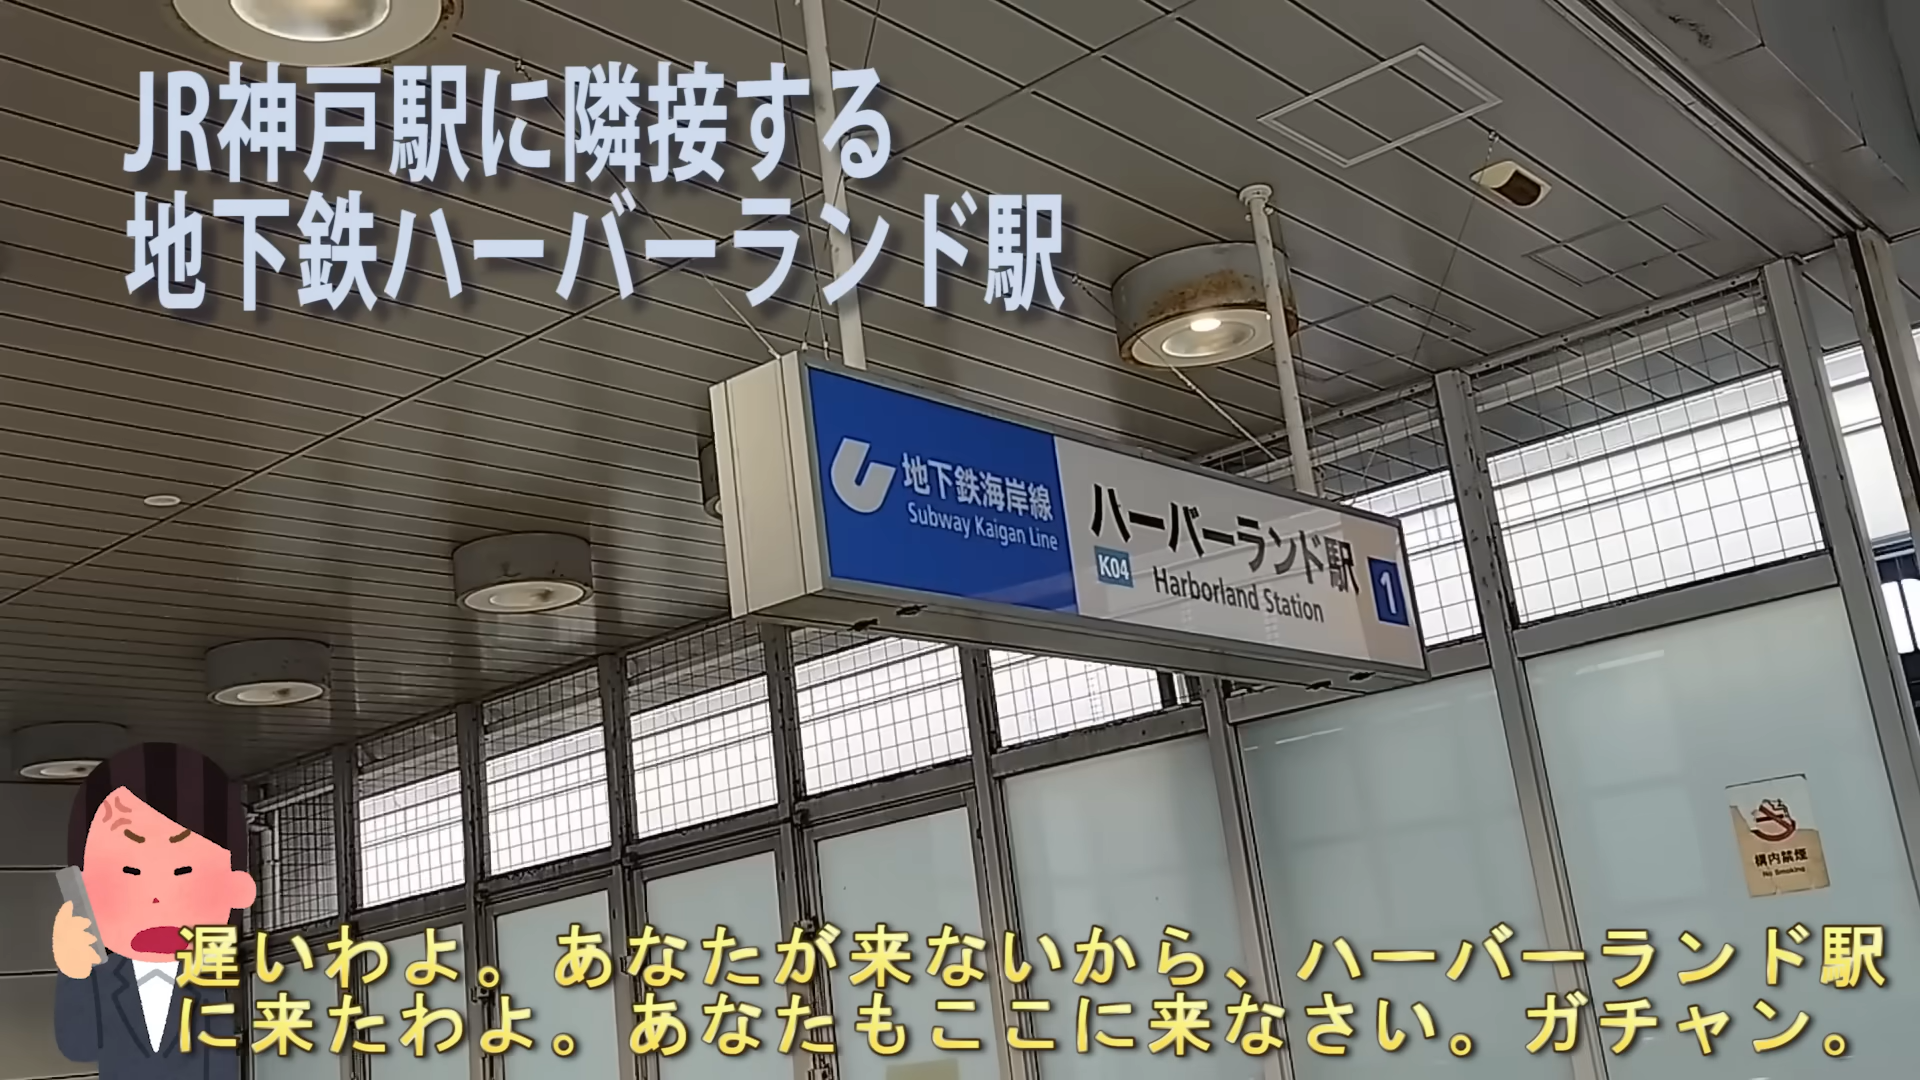 JR神戸駅に隣接する
地下鉄ハーバーランド駅
地下鉄海岸線
Subway Kaigan Line
ハーバーランド駅
K04
Harborland Station
1
構内禁煙
No Smoking
遅いわよ。あなたが来ないから、ハーバーランド駅
に来たわよ。あなたもここに来なさい。ガチャン。